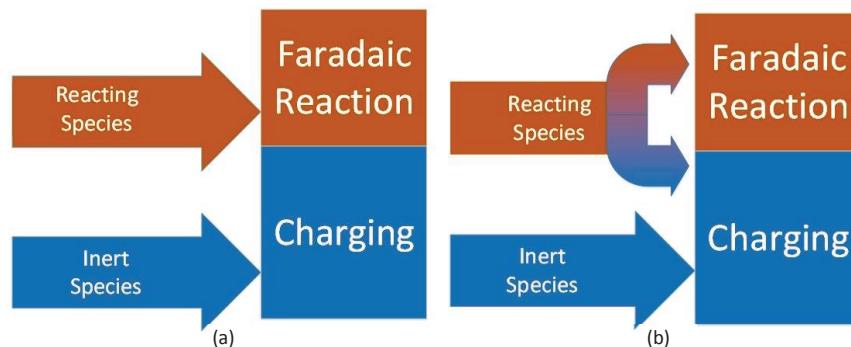 Faradaic
Reaction
Reacting
Species
Charging
Inert
Species
(a)
Faradaic
Reaction
Reacting
Species
Charging
Inert
Species
(b)